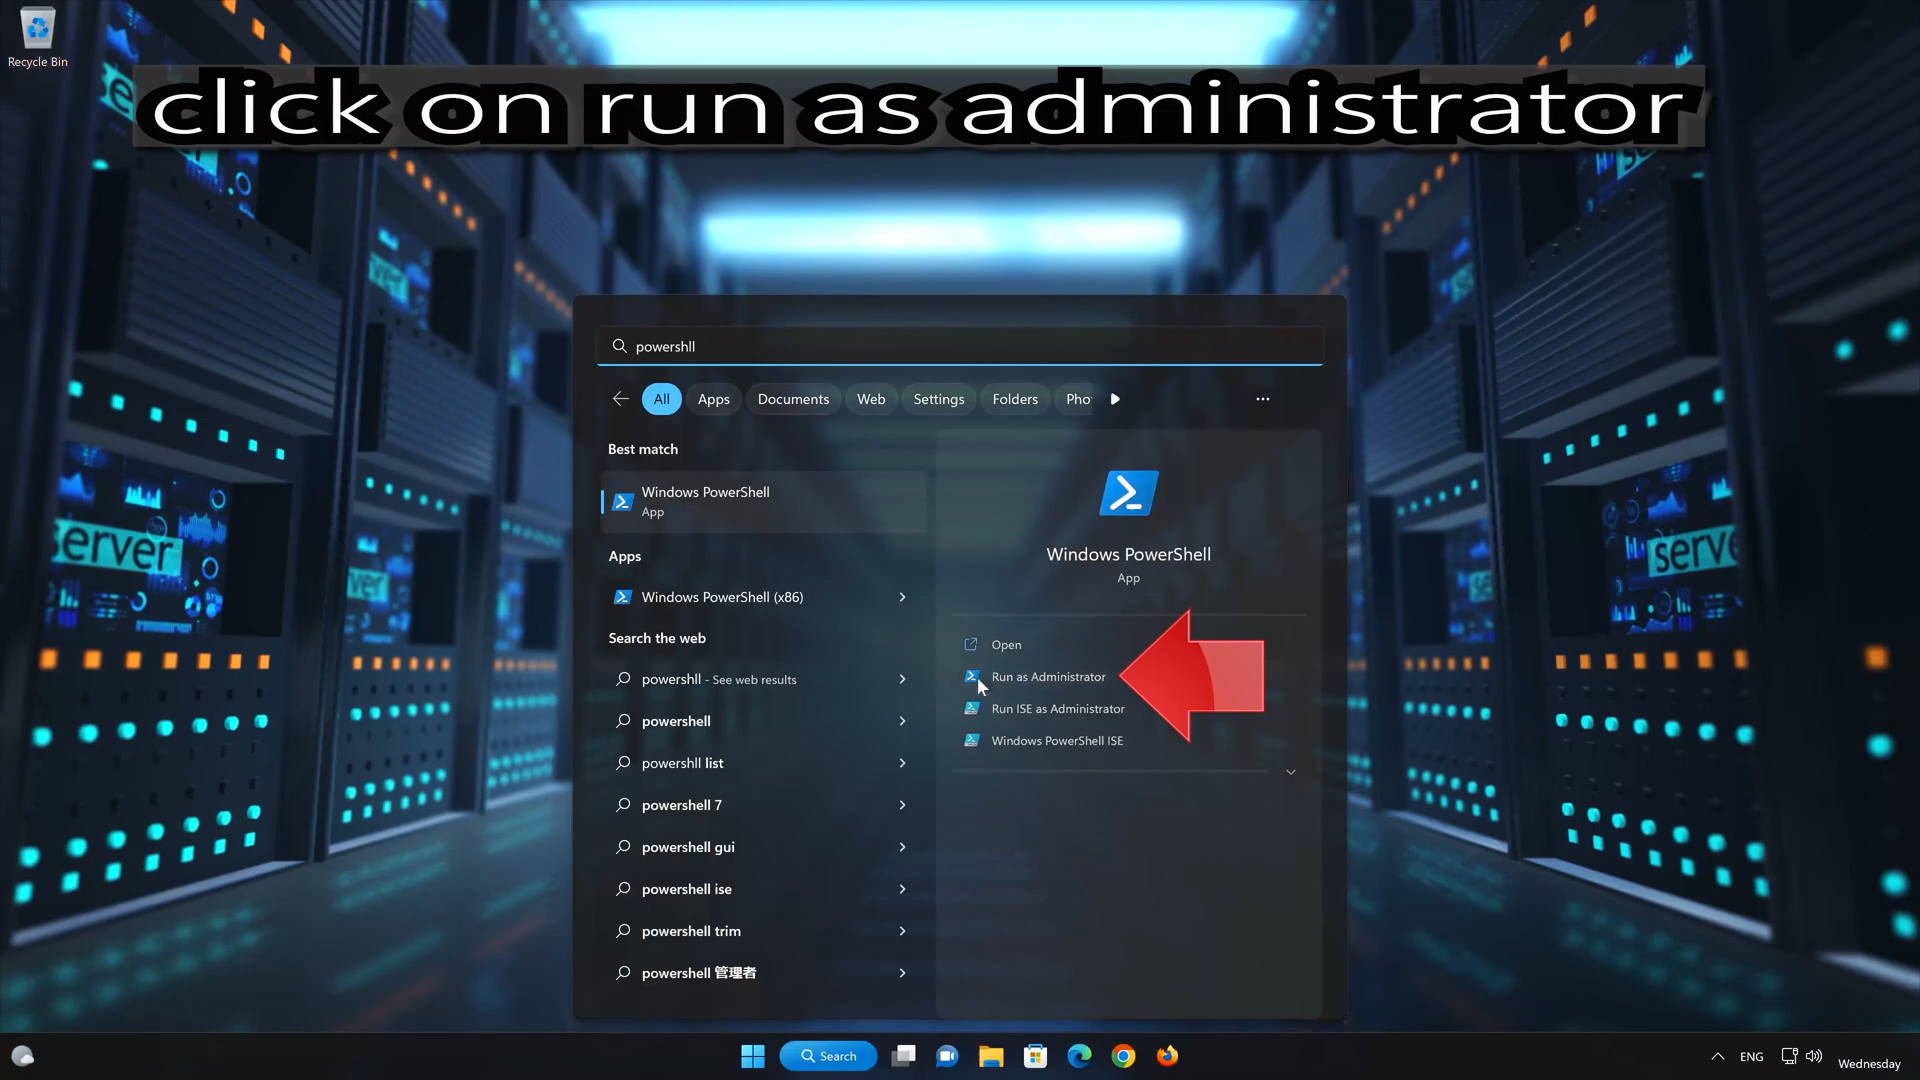 Recycle Bin
click on run as administrator
powershll
All Apps Documents Web Settings Folders Pho
Best match
Windows PowerShell
App
Apps
Windows PowerShell (x86)
Search the web
powershll - See web results
powershell
powershll list
powershell 7
powershell gui
powershell ise
powershell trim
powershell 管理者
Windows PowerShell
App
Open
Run as Administrator
Run ISE as Administrator
Windows PowerShell ISE
server
server
Search
ENG
Wednesday